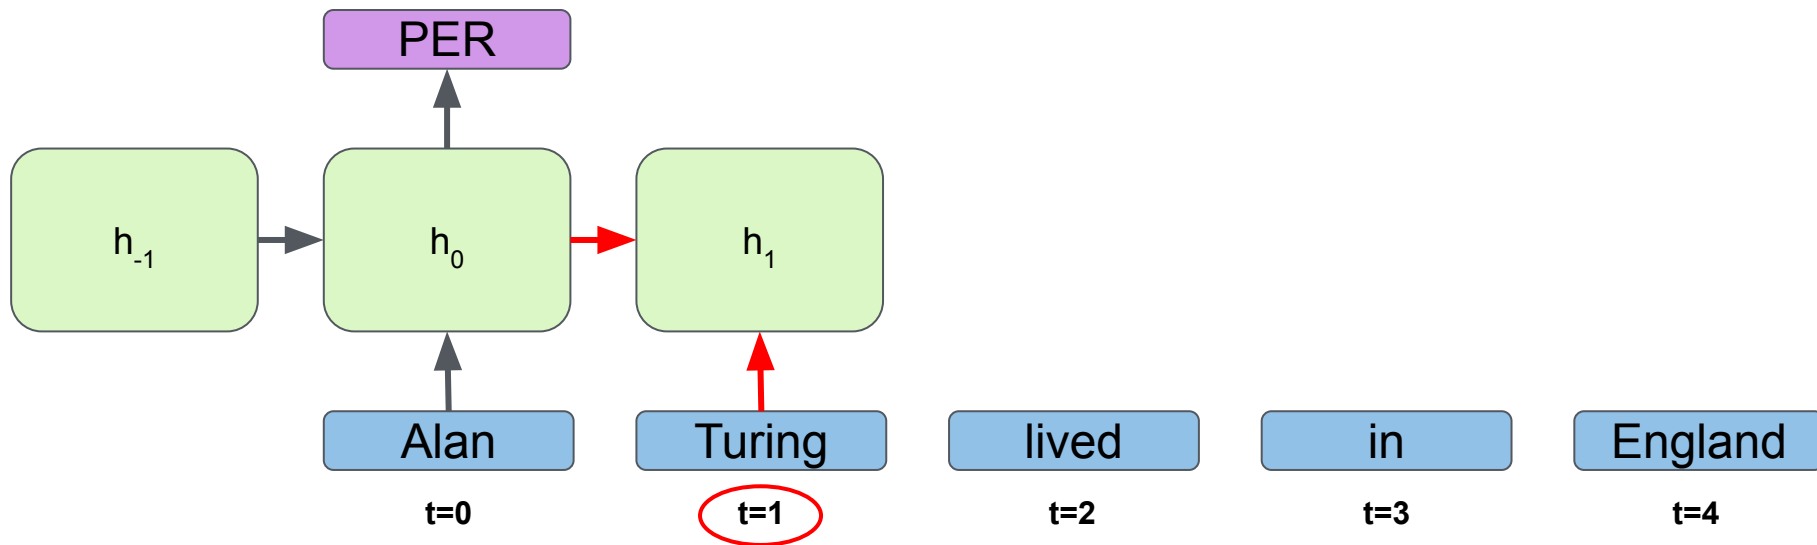 PER
h-1
h0
h1
Alan Turing lived in England
t=0 t=1 t=2 t=3 t=4